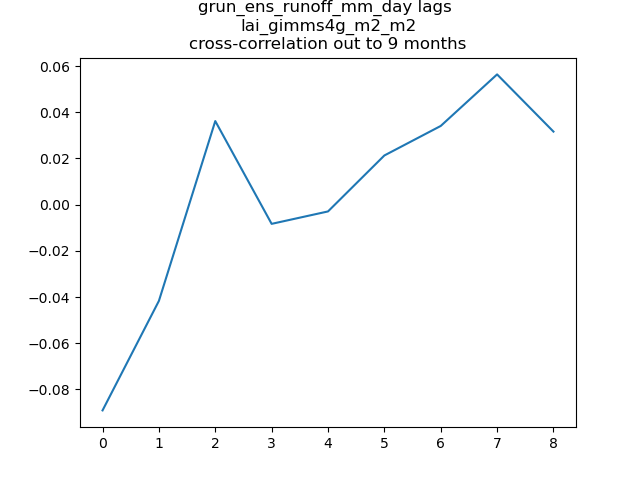 grun_ens_runoff_mm_day lags
lai_gimms4g_m2_m2
cross-correlation out to 9 months
0.06
0.04
0.02
0.00
−0.02
−0.04
−0.06
−0.08
0 1 2 3 4 5 6 7 8